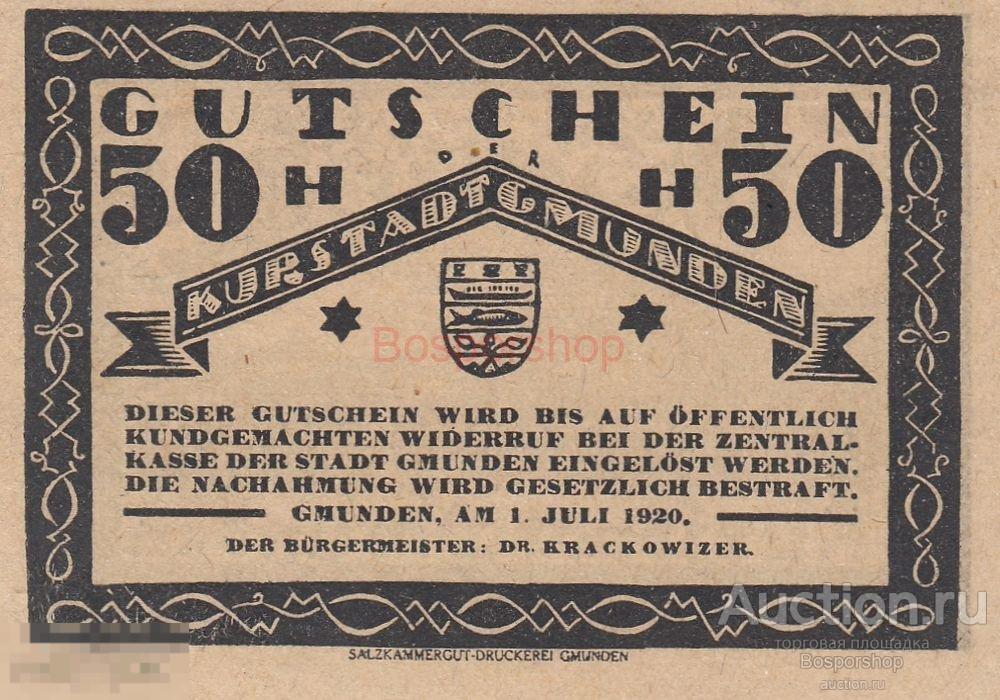 GUTSCHEIN
50 H DER H 50
KURSTADT GMUNDEN
Bosporshop
DIESER GUTSCHEIN WIRD BIS AUF ÖFFENTLICH
KUNDGEMACHTEN WIDERRUF BEI DER ZENTRAL-
KASSE DER STADT GMUNDEN EINGELÖST WERDEN.
DIE NACHAHMUNG WIRD GESETZLICH BESTRAFT.
GMUNDEN, AM 1. JULI 1920.
DER BÜRGERMEISTER: DR. KRACKOWIZER.
SALZKAMMERGUT-DRUCKEREI GMUNDEN
Auction.ru
торговая площадка
Bosporshop
auction.ru